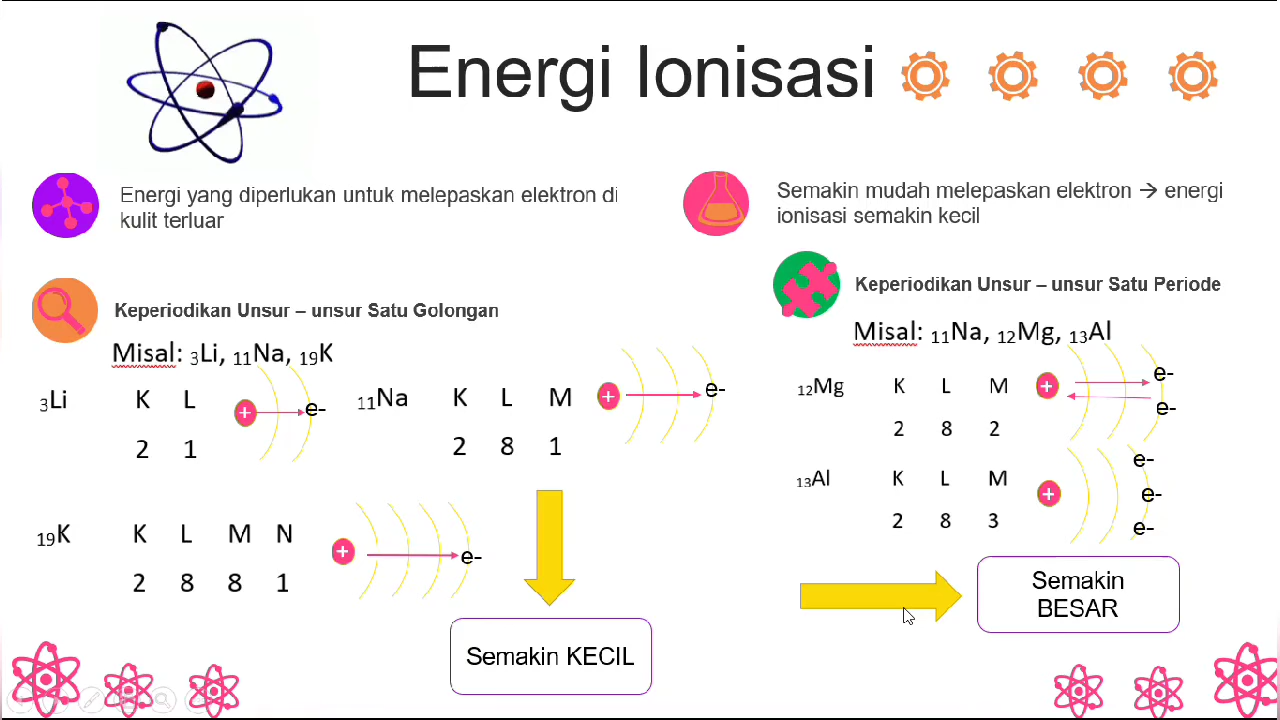 Energi Ionisasi
Energi yang diperlukan untuk melepaskan elektron di
kulit terluar
Semakin mudah melepaskan elektron → energi
ionisasi semakin kecil
Keperiodikan Unsur – unsur Satu Golongan
Misal: ₃Li, ₁₁Na, ₁₉K
₃Li K L + e-
2 1
₁₁Na K L M + e-
2 8 1
₁₉K K L M N + e-
2 8 8 1
Semakin KECIL
Keperiodikan Unsur – unsur Satu Periode
Misal: ₁₁Na, ₁₂Mg, ₁₃Al
₁₂Mg K L M + e-
e-
2 8 2
e-
₁₃Al K L M + e-
2 8 3 e-
Semakin
BESAR